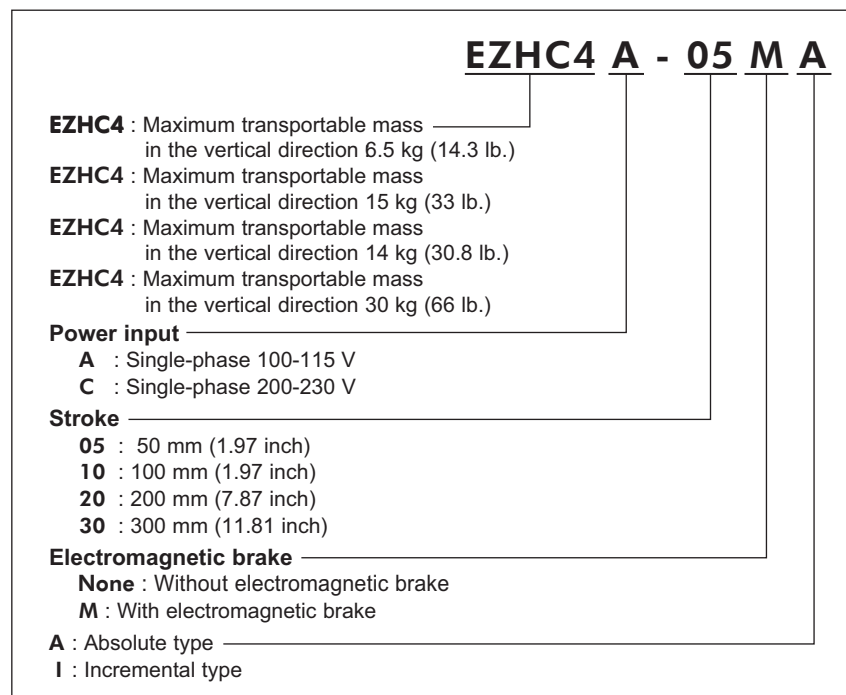 EZHC4 A - 05 M A
EZHC4 : Maximum transportable mass
in the vertical direction 6.5 kg (14.3 lb.)
EZHC4 : Maximum transportable mass
in the vertical direction 15 kg (33 lb.)
EZHC4 : Maximum transportable mass
in the vertical direction 14 kg (30.8 lb.)
EZHC4 : Maximum transportable mass
in the vertical direction 30 kg (66 lb.)
Power input
A : Single-phase 100-115 V
C : Single-phase 200-230 V
Stroke
05 : 50 mm (1.97 inch)
10 : 100 mm (1.97 inch)
20 : 200 mm (7.87 inch)
30 : 300 mm (11.81 inch)
Electromagnetic brake
None : Without electromagnetic brake
M : With electromagnetic brake
A : Absolute type
I : Incremental type